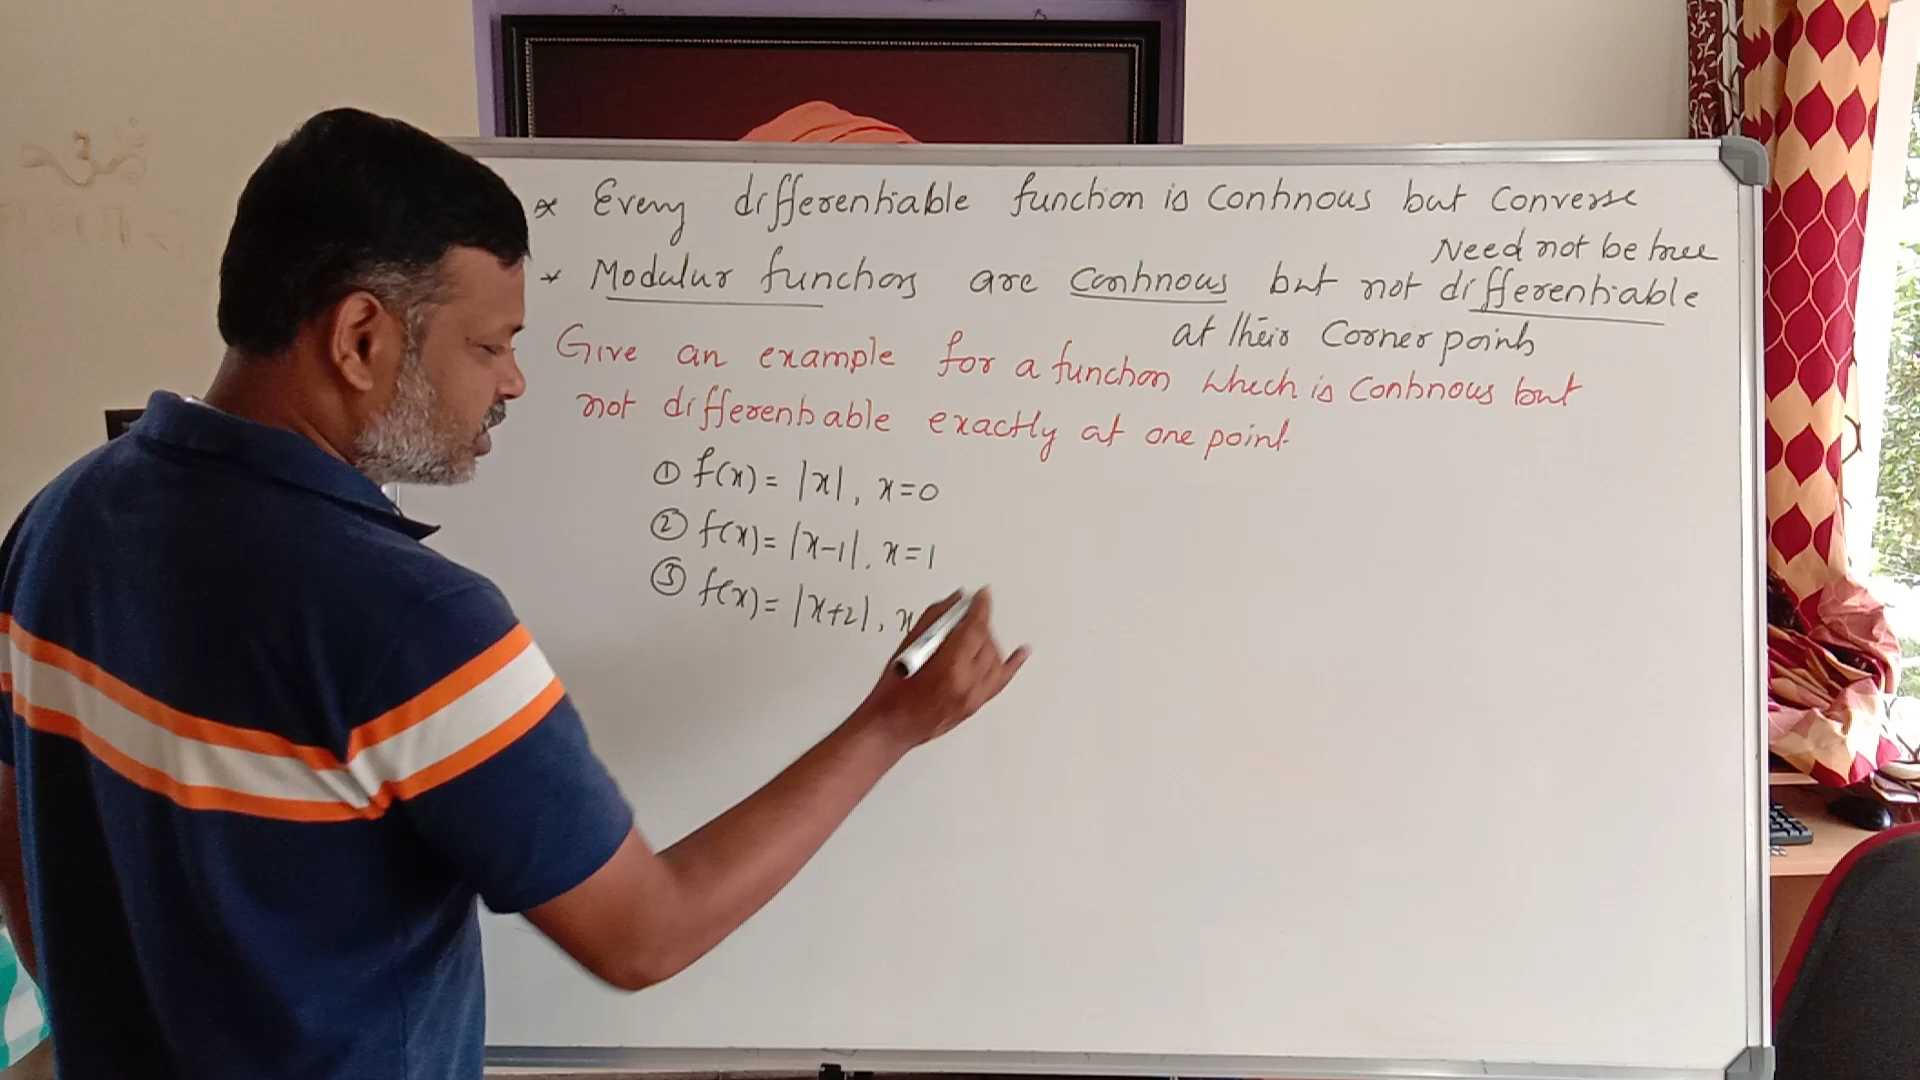 * Every differentiable function is continous but converse
Need not be true
* Modulus functions are continous but not differentiable
at their corner points
Give an example for a function which is continous but
not differentiable exactly at one point.
① f(x) = |x|, x=0
② f(x) = |x-1|. x=1
③ f(x) = |x+2|, x